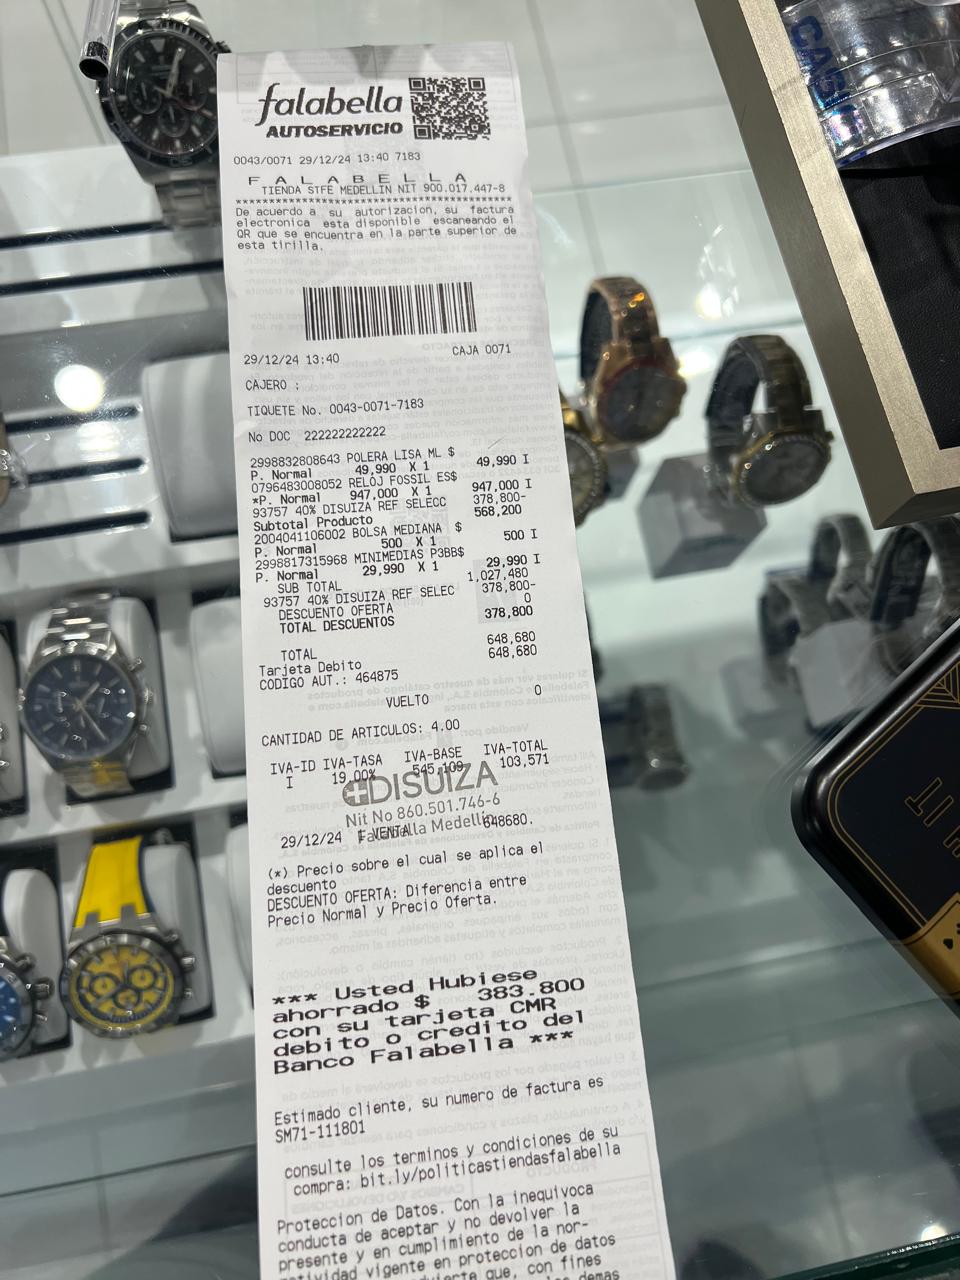 falabella
AUTOSERVICIO
0043/0071 29/12/24 13:40 7183
F A L A B E L L A
TIENDA STFE MEDELLIN NIT 900.017.447-8
****************************************
De acuerdo a su autorizacion, su factura
electronica esta disponible escaneando el
QR que se encuentra en la parte superior de
esta tirilla.
29/12/24 13:40 CAJA 0071
CAJERO :
TIQUETE No. 0043-0071-7183
No DOC 222222222222
2998832808643 POLERA LISA ML $
P. Normal 49,990 X 1 49,990 I
0796483008052 RELOJ FOSSIL ES$
*P. Normal 947,000 X 1 947,000 I
93757 40% DISUIZA REF SELECC 378,800-
Subtotal Producto 568,200
2004041106002 BOLSA MEDIANA $
P. Normal 500 X 1 500 I
2998817315968 MINIMEDIAS P3BB$
P. Normal 29,990 X 1 29,990 I
SUB TOTAL 1,027,480
93757 40% DISUIZA REF SELEC 378,800-
DESCUENTO OFERTA 0
TOTAL DESCUENTOS 378,800
TOTAL 648,680
Tarjeta Debito 648,680
CODIGO AUT.: 464875
VUELTO 0
CANTIDAD DE ARTICULOS: 4.00
IVA-ID IVA-TASA IVA-BASE IVA-TOTAL
I 19,00% 545,109 103,571
DISUIZA
Nit No 860.501.746-6
Falabella Medellín
29/12/24 F VENTA 648680.
(*) Precio sobre el cual se aplica el
descuento
DESCUENTO OFERTA: Diferencia entre
Precio Normal y Precio Oferta.
*** Usted Hubiese
ahorrado $ 383.800
con su tarjeta CMR
debito o credito del
Banco Falabella ***
Estimado cliente, su numero de factura es
SM71-111801
consulte los terminos y condiciones de su
compra: bit.ly/politicastiendasfalabella
Proteccion de Datos. Con la inequivoca
conducta de aceptar y no devolver la
presente y en cumplimiento de la nor-
matividad vigente en proteccion de datos
que, con fines
demas